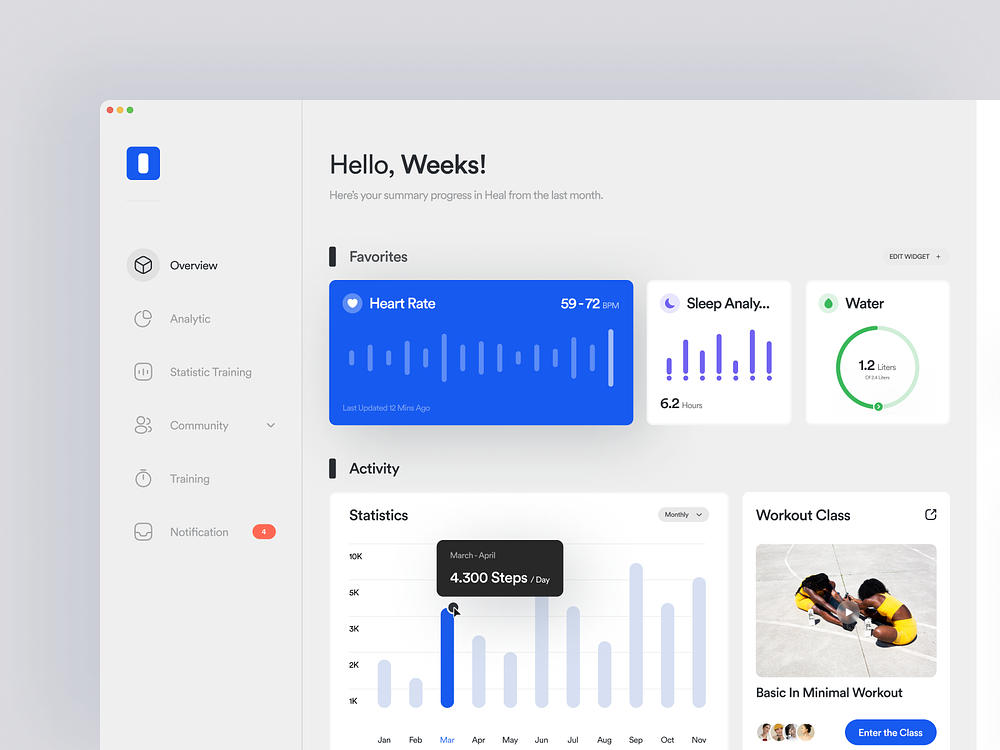 Hello, Weeks!
Here's your summary progress in Heal from the last month.
Overview
Analytic
Statistic Training
Community
Training
Notification
4
Favorites
EDIT WIDGET +
Heart Rate
59 - 72 BPM
Last Updated 12 Mins Ago
Sleep Analy...
6.2 Hours
Water
1.2 Liters
Of 2.4 Liters
Activity
Statistics
Monthly
March - April
4.300 Steps / Day
10K
5K
3K
2K
1K
Jan Feb Mar Apr May Jun Jul Aug Sep Oct Nov
Workout Class
Basic In Minimal Workout
Enter the Class